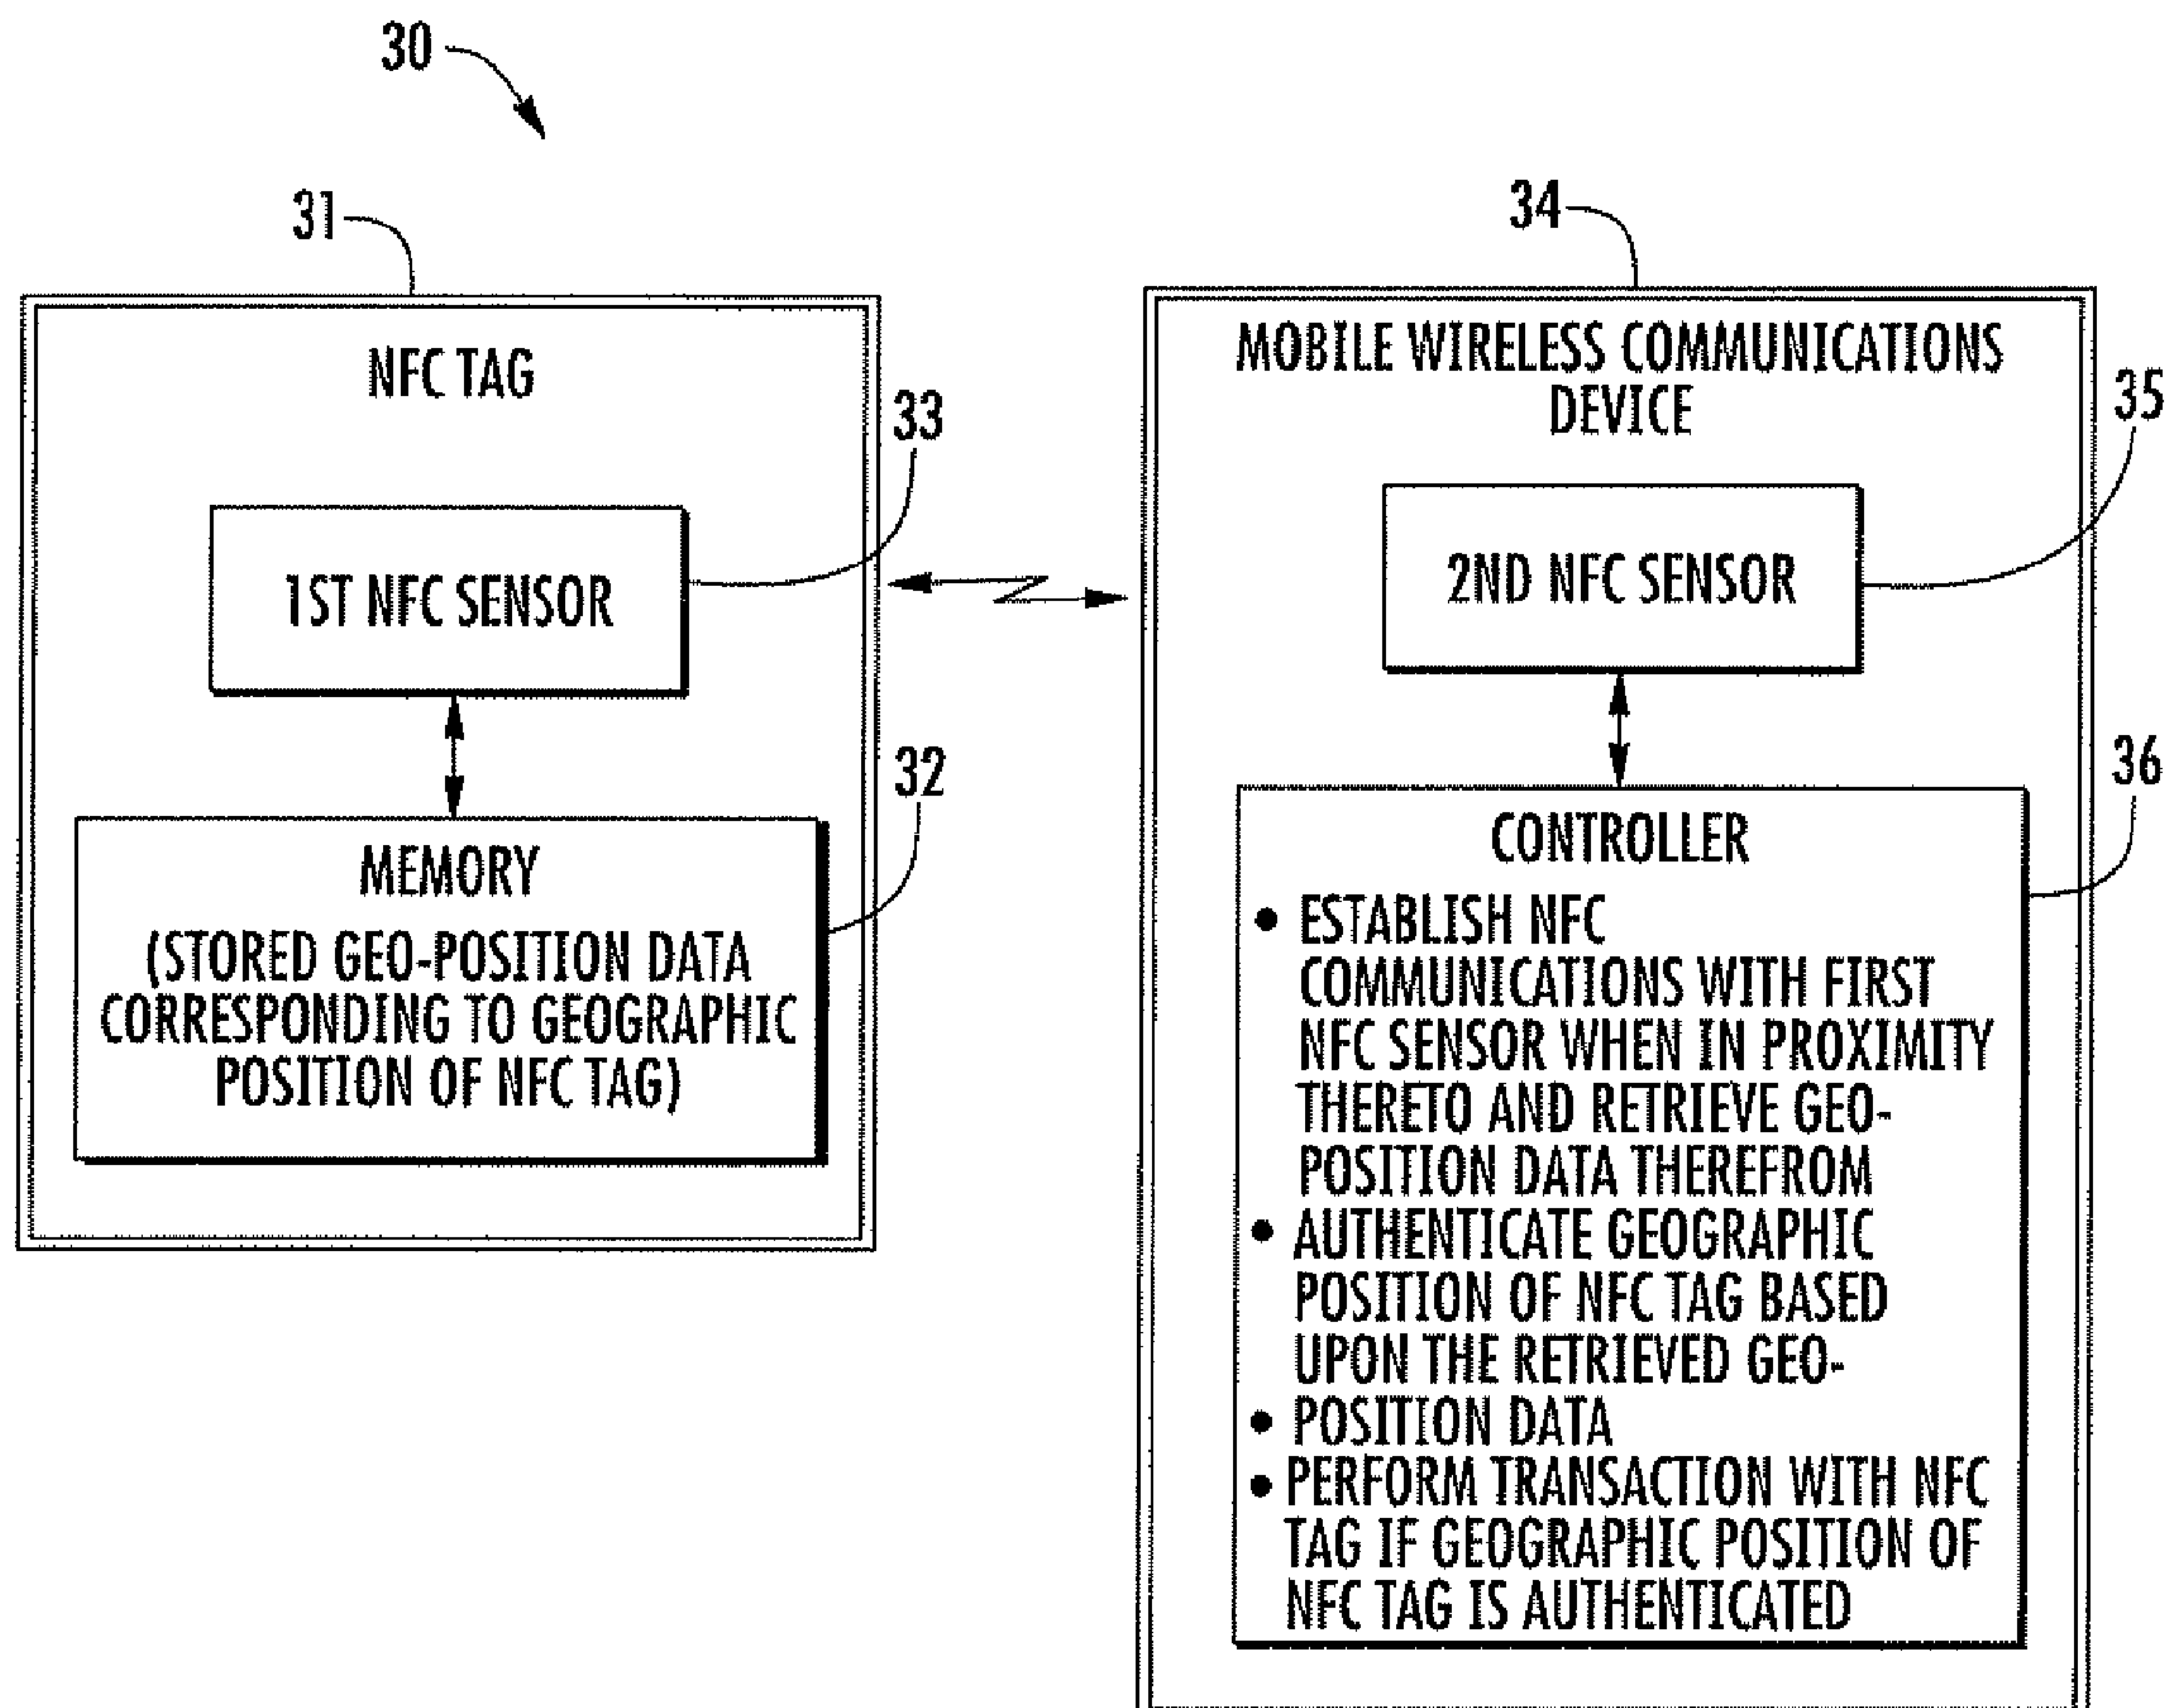 30
31
NFC TAG
33
1ST NFC SENSOR
32
MEMORY
(STORED GEO-POSITION DATA
CORRESPONDING TO GEOGRAPHIC
POSITION OF NFC TAG)
34
MOBILE WIRELESS COMMUNICATIONS
DEVICE
35
2ND NFC SENSOR
36
CONTROLLER
• ESTABLISH NFC
COMMUNICATIONS WITH FIRST
NFC SENSOR WHEN IN PROXIMITY
THERETO AND RETRIEVE GEO-
POSITION DATA THEREFROM
• AUTHENTICATE GEOGRAPHIC
POSITION OF NFC TAG BASED
UPON THE RETRIEVED GEO-
• POSITION DATA
• PERFORM TRANSACTION WITH NFC
TAG IF GEOGRAPHIC POSITION OF
NFC TAG IS AUTHENTICATED